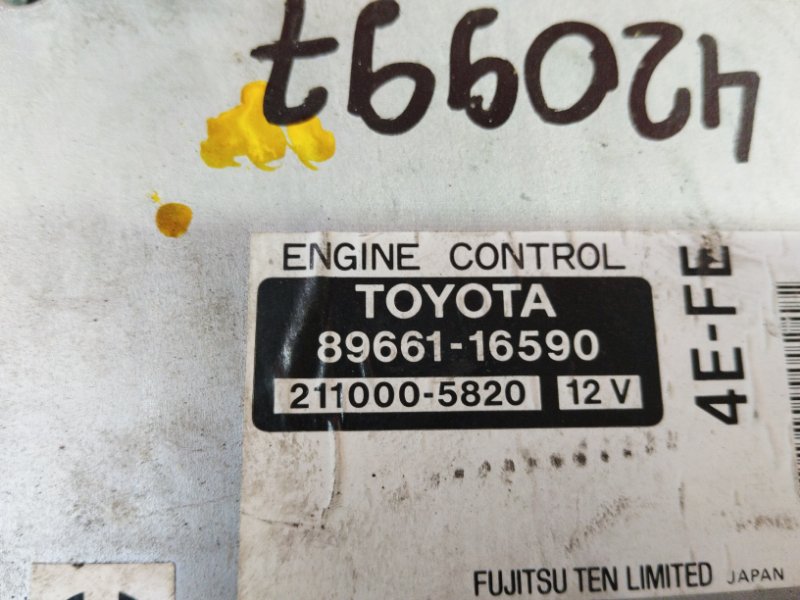 420997
ENGINE CONTROL
TOYOTA
89661-16590
211000-5820 12 V
4E-FE
FUJITSU TEN LIMITED JAPAN